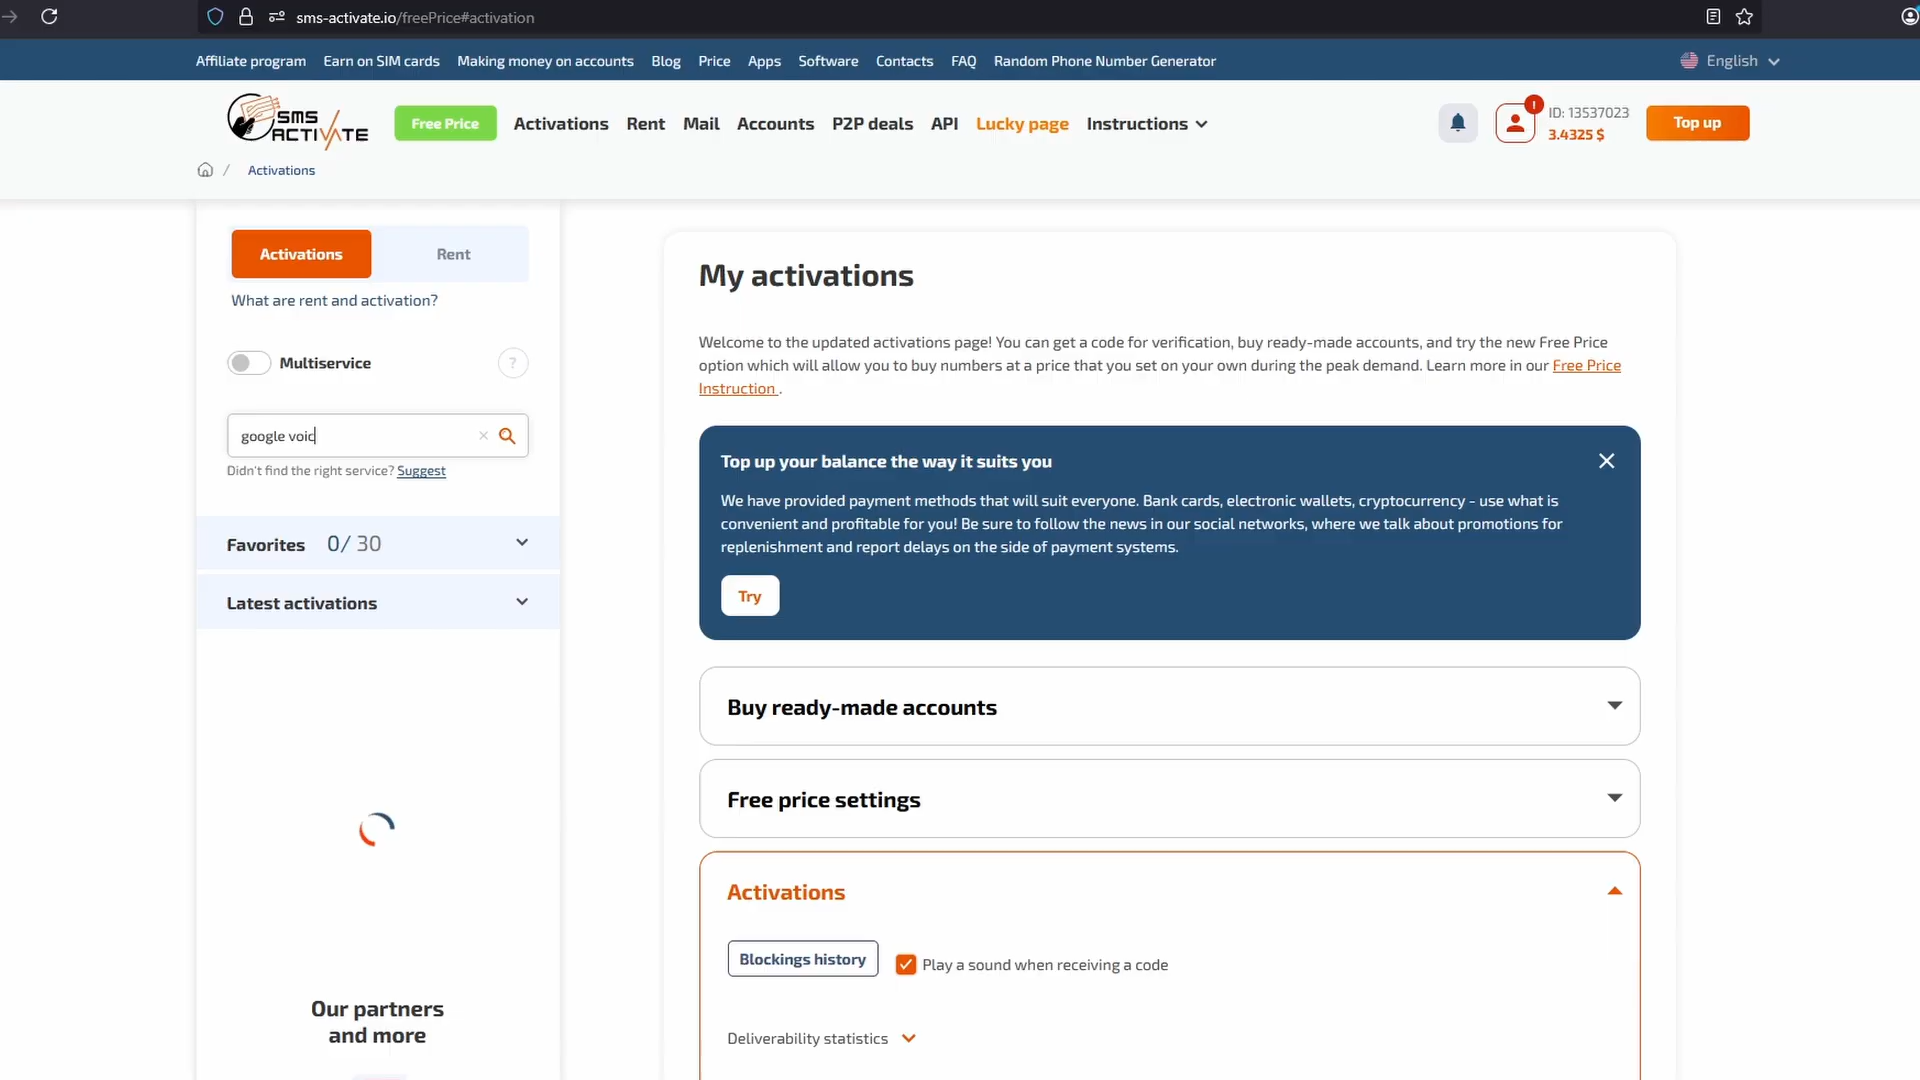 sms-activate.io/freePrice#activation
Affiliate program Earn on SIM cards Making money on accounts Blog Price Apps Software Contacts FAQ Random Phone Number Generator English
SMS ACTIVATE Free Price Activations Rent Mail Accounts P2P deals API Lucky page Instructions ! ID: 13537023 3.4325 $ Top up
/ Activations
Activations Rent
What are rent and activation?
Multiservice ?
google voic
Didn't find the right service? Suggest
Favorites 0/ 30
Latest activations
Our partners
and more
My activations
Welcome to the updated activations page! You can get a code for verification, buy ready-made accounts, and try the new Free Price
option which will allow you to buy numbers at a price that you set on your own during the peak demand. Learn more in our Free Price
Instruction .
Top up your balance the way it suits you
We have provided payment methods that will suit everyone. Bank cards, electronic wallets, cryptocurrency - use what is
convenient and profitable for you! Be sure to follow the news in our social networks, where we talk about promotions for
replenishment and report delays on the side of payment systems.
Try
Buy ready-made accounts
Free price settings
Activations
Blockings history Play a sound when receiving a code
Deliverability statistics